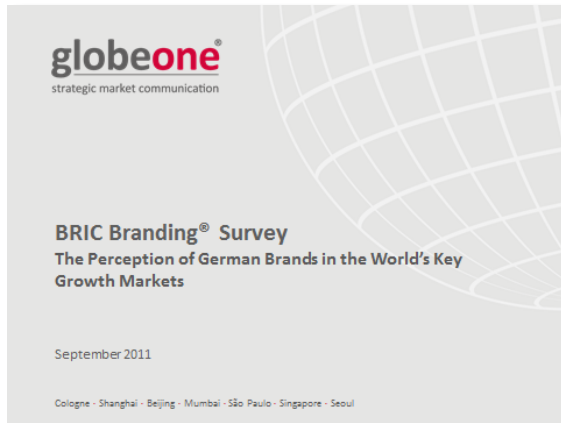 globeone®
strategic market communication
BRIC Branding® Survey
The Perception of German Brands in the World's Key
Growth Markets
September 2011
Cologne - Shanghai - Beijing - Mumbai - São Paulo - Singapore - Seoul